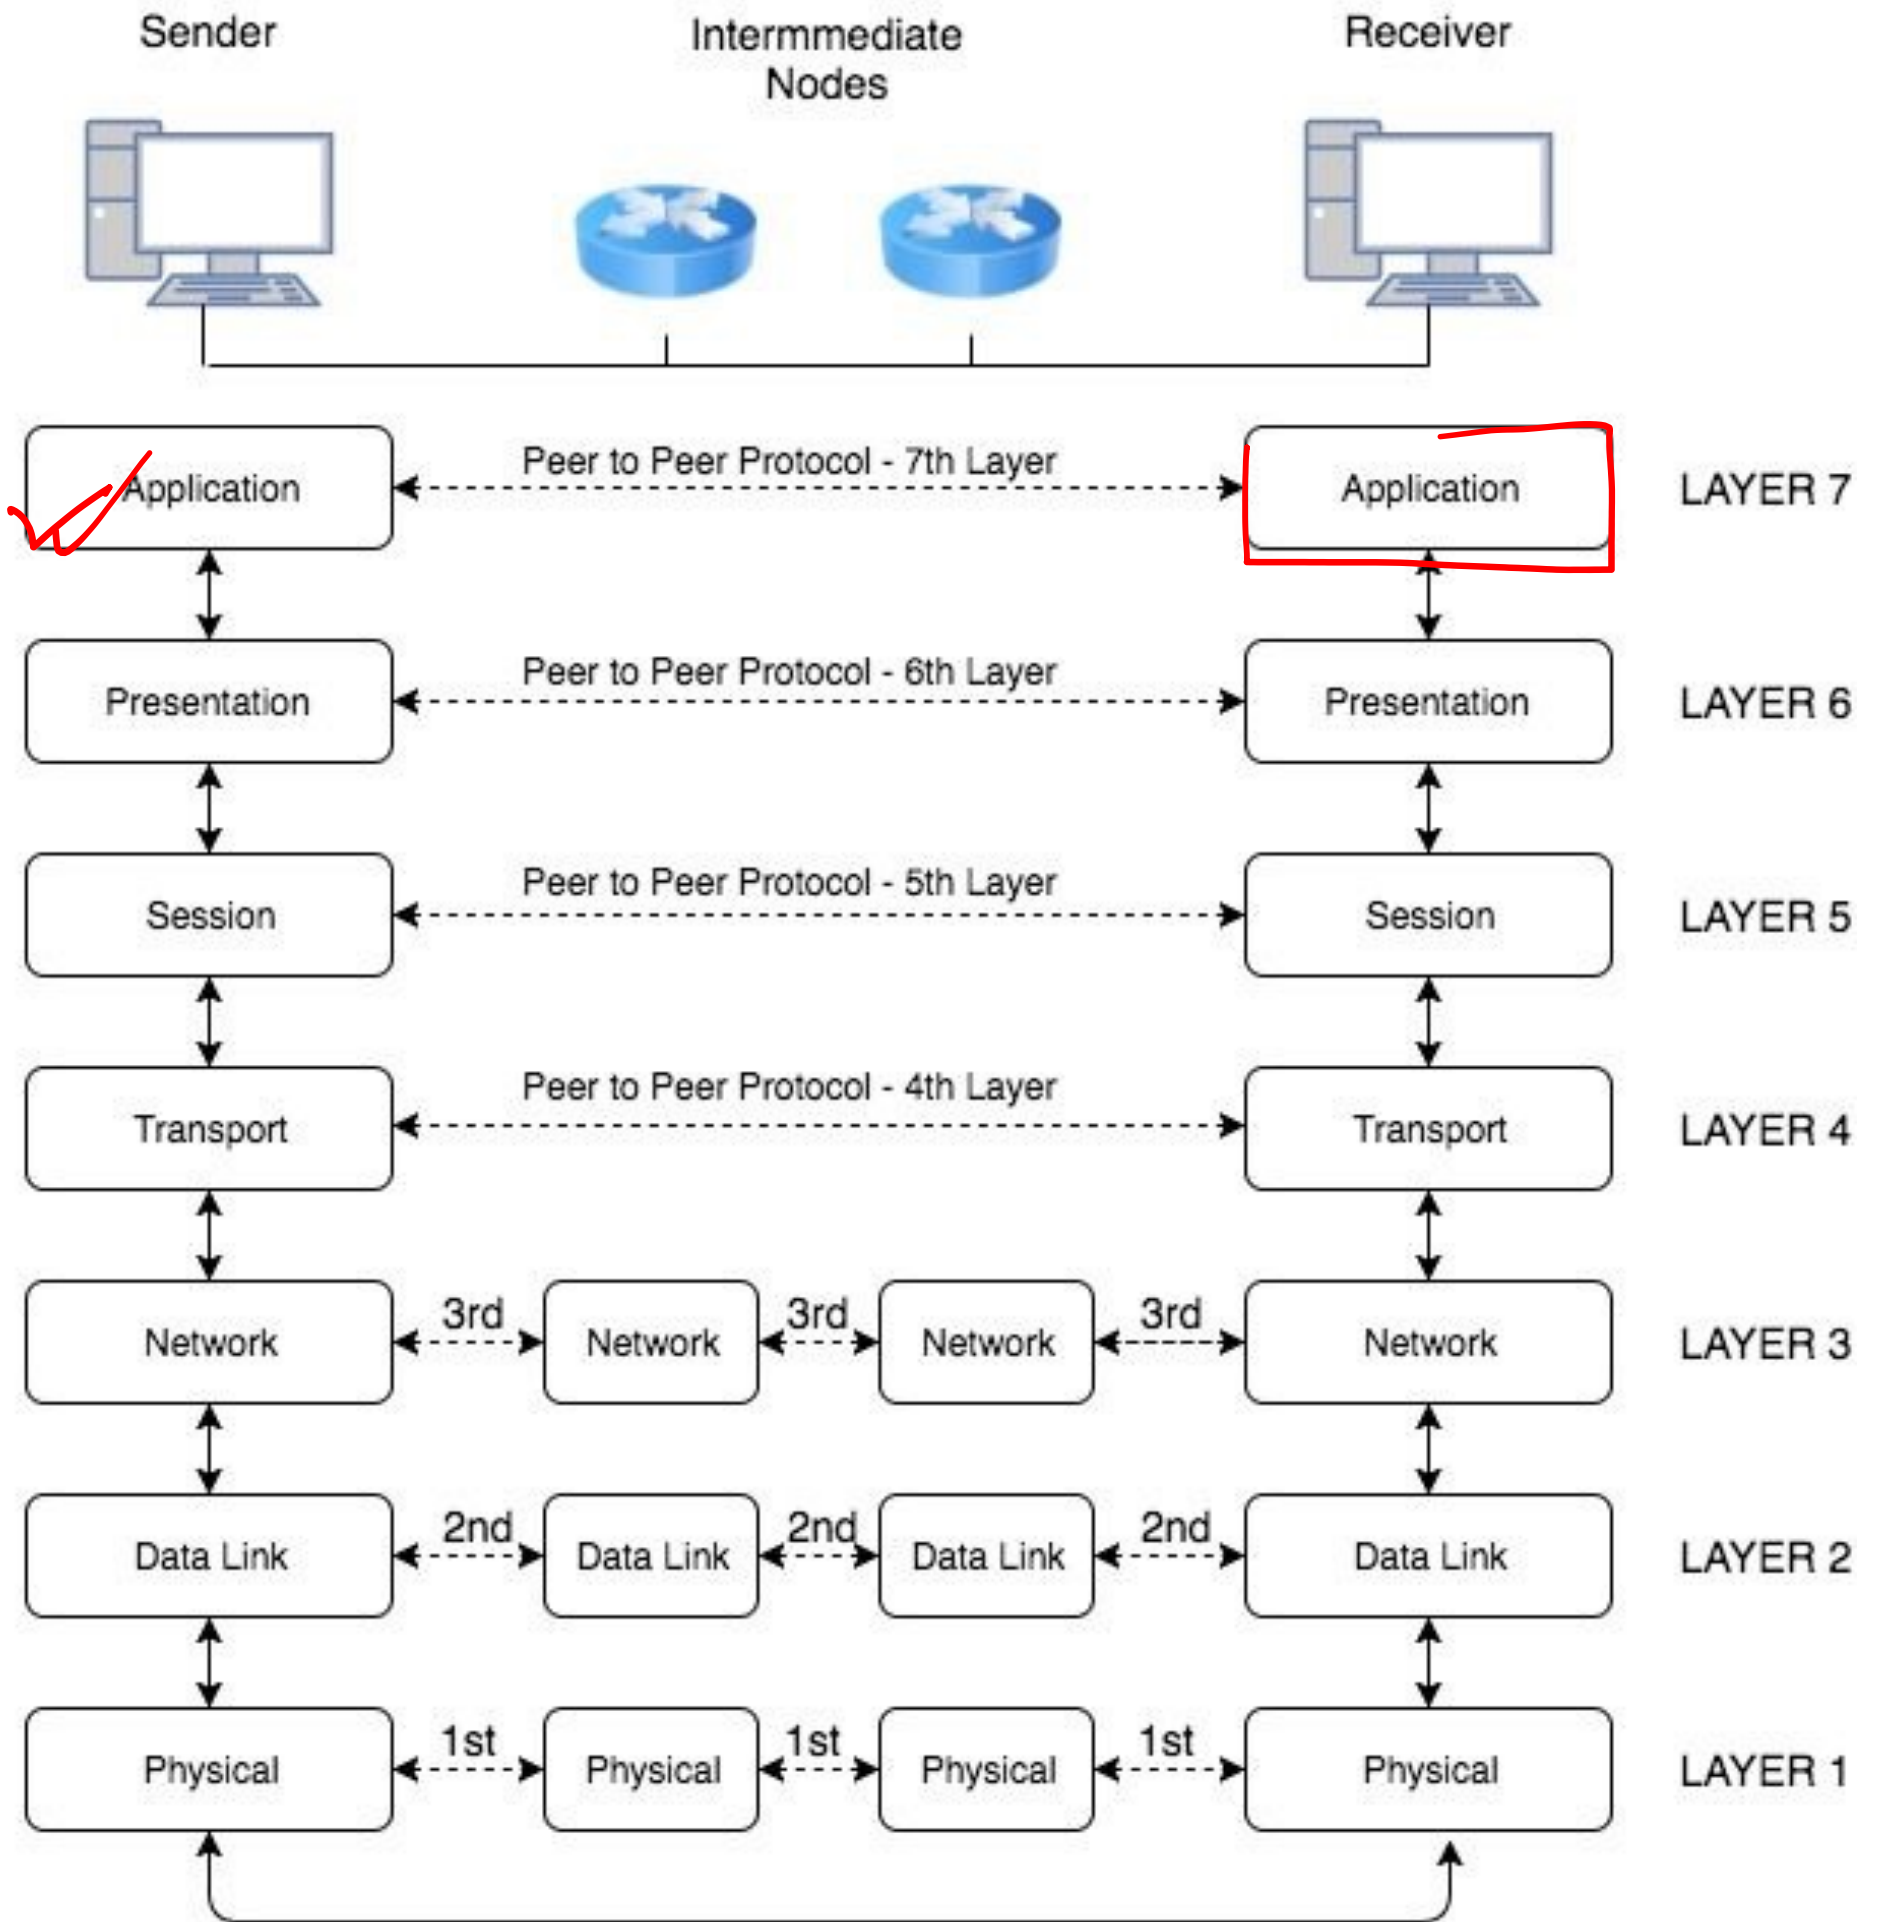 Sender
Intermmediate
Nodes
Receiver
Application
Peer to Peer Protocol - 7th Layer
Application
LAYER 7
Presentation
Peer to Peer Protocol - 6th Layer
Presentation
LAYER 6
Session
Peer to Peer Protocol - 5th Layer
Session
LAYER 5
Transport
Peer to Peer Protocol - 4th Layer
Transport
LAYER 4
Network
3rd
Network
3rd
Network
3rd
Network
LAYER 3
Data Link
2nd
Data Link
2nd
Data Link
2nd
Data Link
LAYER 2
Physical
1st
Physical
1st
Physical
1st
Physical
LAYER 1